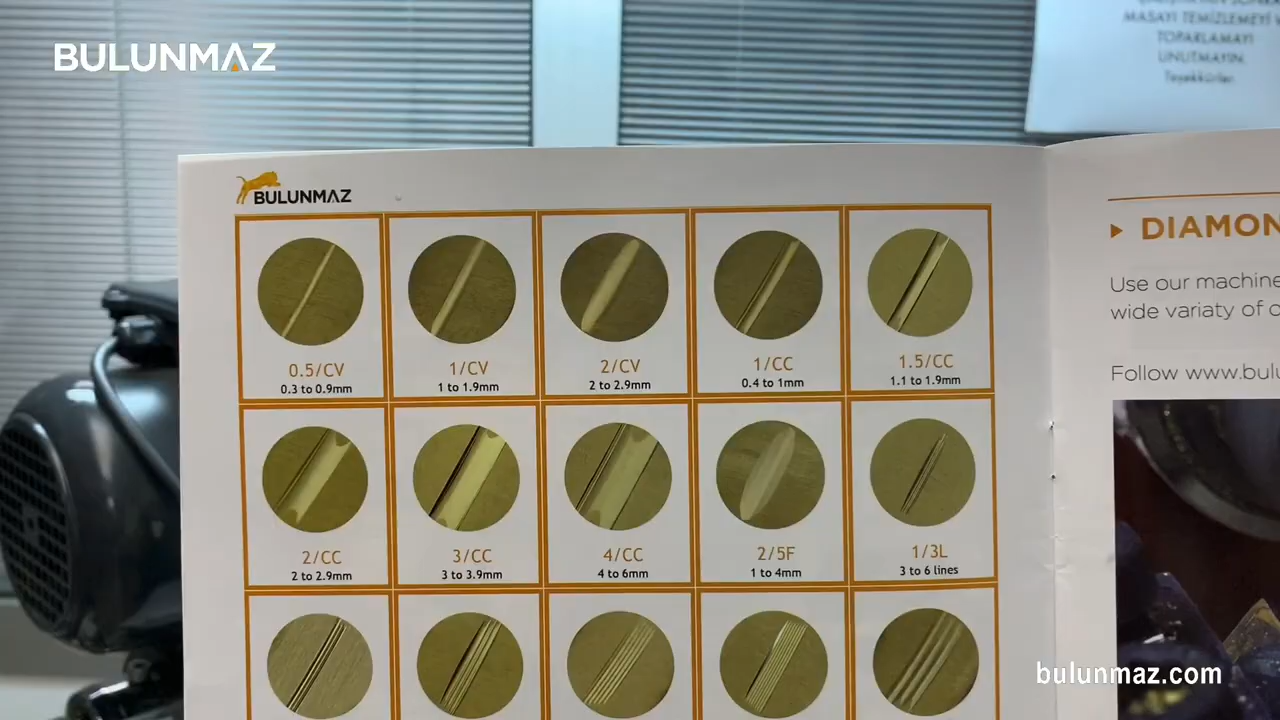 BULUNMAZ
MASAYI TEMİZLEMEYİ
TOPARLAMAYI
UNUTMAYIN.
Teşekkürler.
BULUNMAZ
0.5/CV
0.3 to 0.9mm
1/CV
1 to 1.9mm
2/CV
2 to 2.9mm
1/CC
0.4 to 1mm
1.5/CC
1.1 to 1.9mm
2/CC
2 to 2.9mm
3/CC
3 to 3.9mm
4/CC
4 to 6mm
2/5F
1 to 4mm
1/3L
3 to 6 lines
DIAMON
Use our machine
wide variaty of
Follow www.bulu
bulunmaz.com